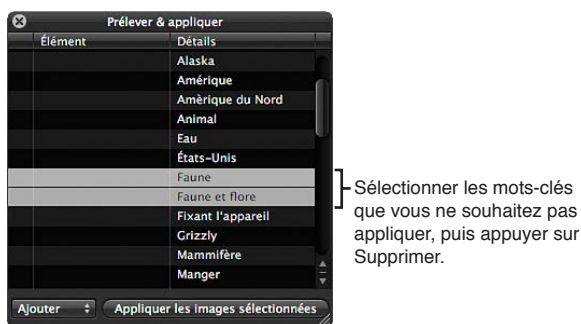 Prélever & appliquer
Élément Détails
Alaska
Amérique
Amèrique du Nord
Animal
Eau
États-Unis
Faune
Faune et flore
Fixant l'appareil
Grizzly
Mammifère
Manger
Ajouter Appliquer les images sélectionnées
Sélectionner les mots-clés
que vous ne souhaitez pas
appliquer, puis appuyer sur
Supprimer.